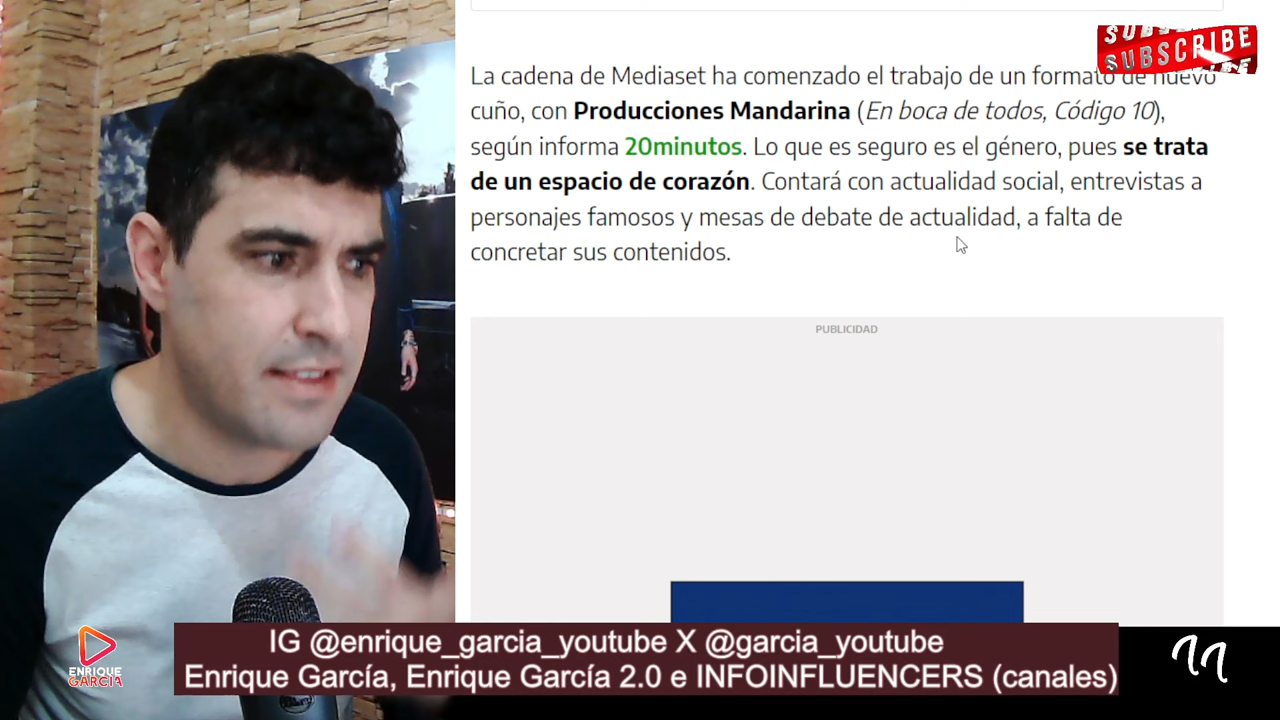 SUBSCRIBE
SUBSCRIBE
La cadena de Mediaset ha comenzado el trabajo de un formato de nuevo
cuño, con Producciones Mandarina (En boca de todos, Código 10),
según informa 20minutos. Lo que es seguro es el género, pues se trata
de un espacio de corazón. Contará con actualidad social, entrevistas a
personajes famosos y mesas de debate de actualidad, a falta de
concretar sus contenidos.
PUBLICIDAD
IG @enrique_garcia_youtube X @garcia_youtube
Enrique García, Enrique García 2.0 e INFOINFLUENCERS (canales)
ENRIQUE
GARCÍA